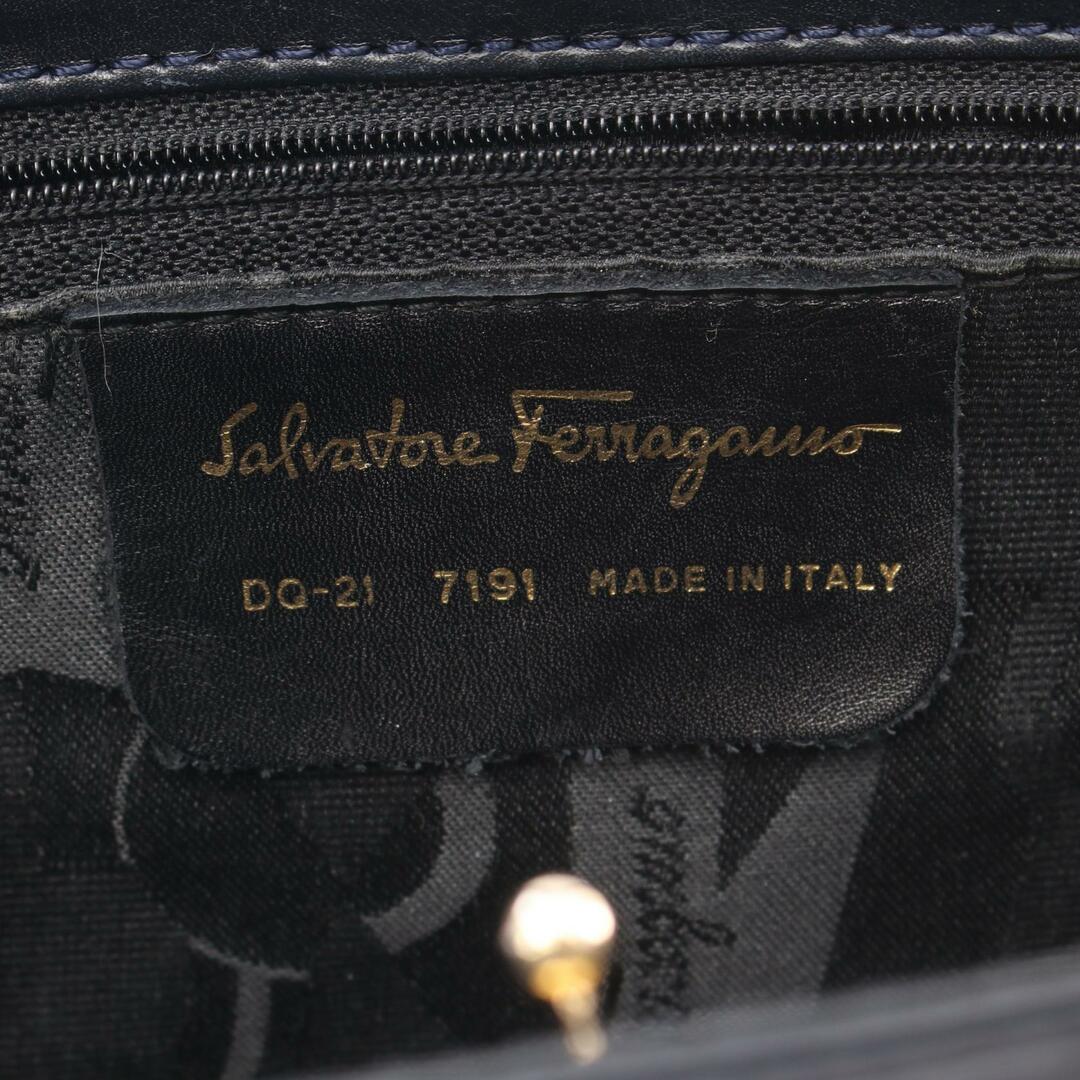 Salvatore Ferragamo
DQ-21 7191 MADE IN ITALY